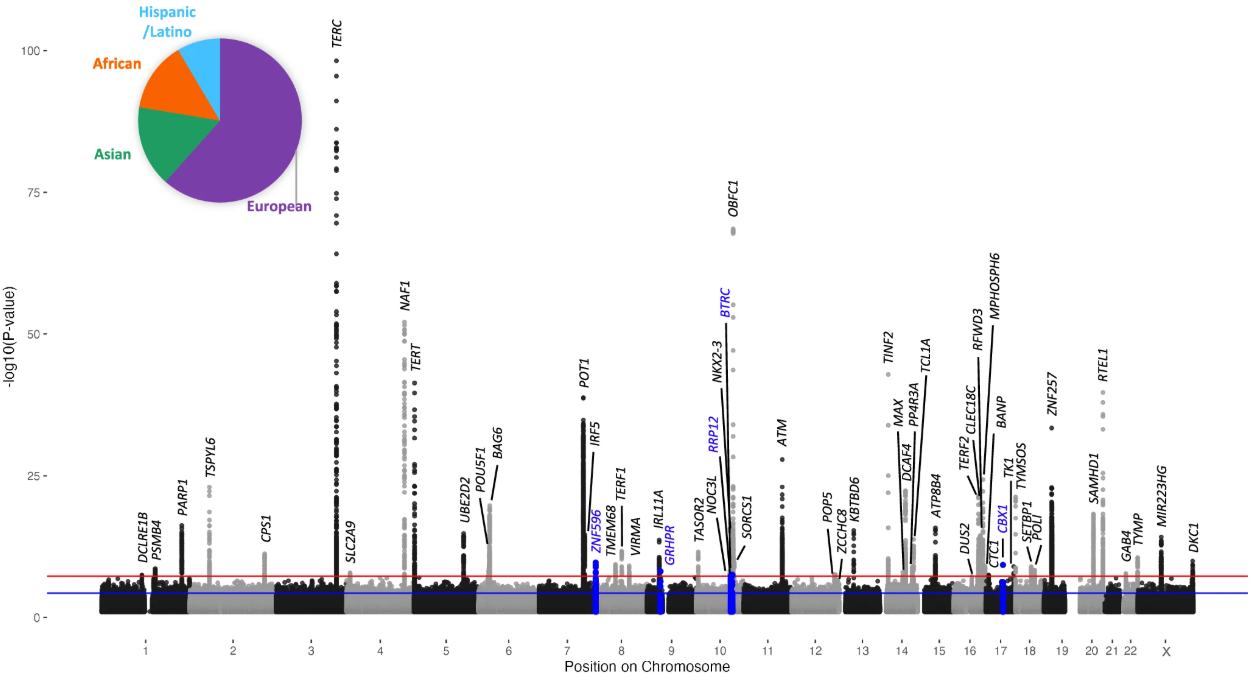 Hispanic
/Latino
African
Asian
European
-log10(P-value)
100
75
50
25
0
DCLRE1B
PSMB4
PARP1
TSPYL6
CPS1
TERC
SLC2A9
NAF1
TERT
UBE2D2
POU5F1
BAG6
POT1
IRF5
ZNF596
TMEM68
TERF1
VIRMA
IRL11A
GRHPR
TASOR2
NOC3L
RRP12
NKX2-3
BTRC
OBFC1
SORCS1
ATM
POP5
ZCCHC8
KBTBD6
TINF2
MAX
DCAF4
PP4R3A
TCL1A
ATP8B4
DUS2
TERF2
CLEC18C
RFWD3
MPHOSPH6
BANP
CTC1
CBX1
TK1
TYMSOS
SETBP1
POLI
ZNF257
SAMHD1
RTEL1
GAB4
TYMP
MIR223HG
DKC1
1 2 3 4 5 6 7 8 9 10 11 12 13 14 15 16 17 18 19 20 21 22 X
Position on Chromosome